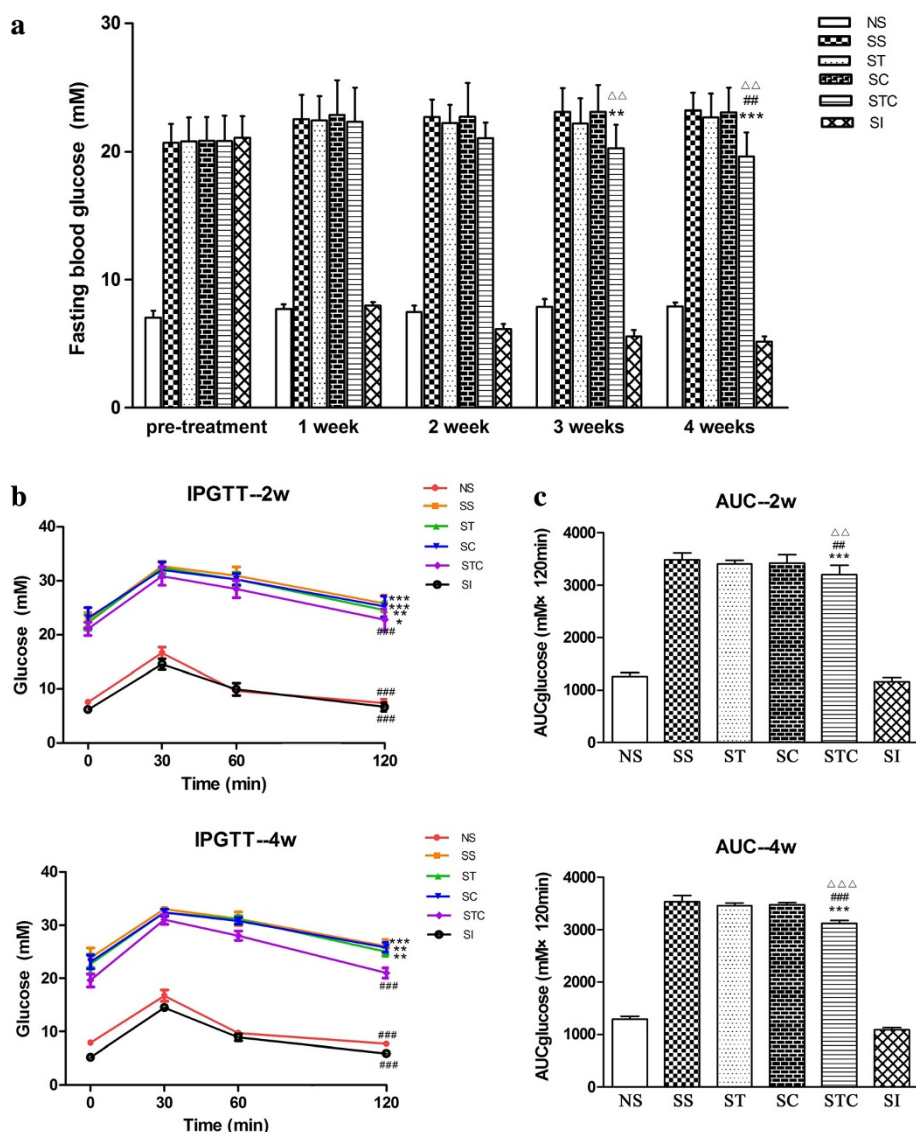 a
30
20
10
0
Fasting blood glucose (mM)
pre-treatment
1 week
2 week
3 weeks
4 weeks
△△
**
△△
##
***
NS
SS
ST
SC
STC
SI
b
IPGTT--2w
40
30
20
10
0
Glucose (mM)
0
30
60
120
Time (min)
***
***
**
*
###
###
###
NS
SS
ST
SC
STC
SI
c
AUC--2w
4000
3000
2000
1000
0
AUCglucose (mM× 120min)
△△
##
***
NS
SS
ST
SC
STC
SI
IPGTT--4w
40
30
20
10
0
Glucose (mM)
0
30
60
120
Time (min)
***
**
**
###
###
###
NS
SS
ST
SC
STC
SI
AUC--4w
4000
3000
2000
1000
0
AUCglucose (mM× 120min)
△△△
###
***
NS
SS
ST
SC
STC
SI